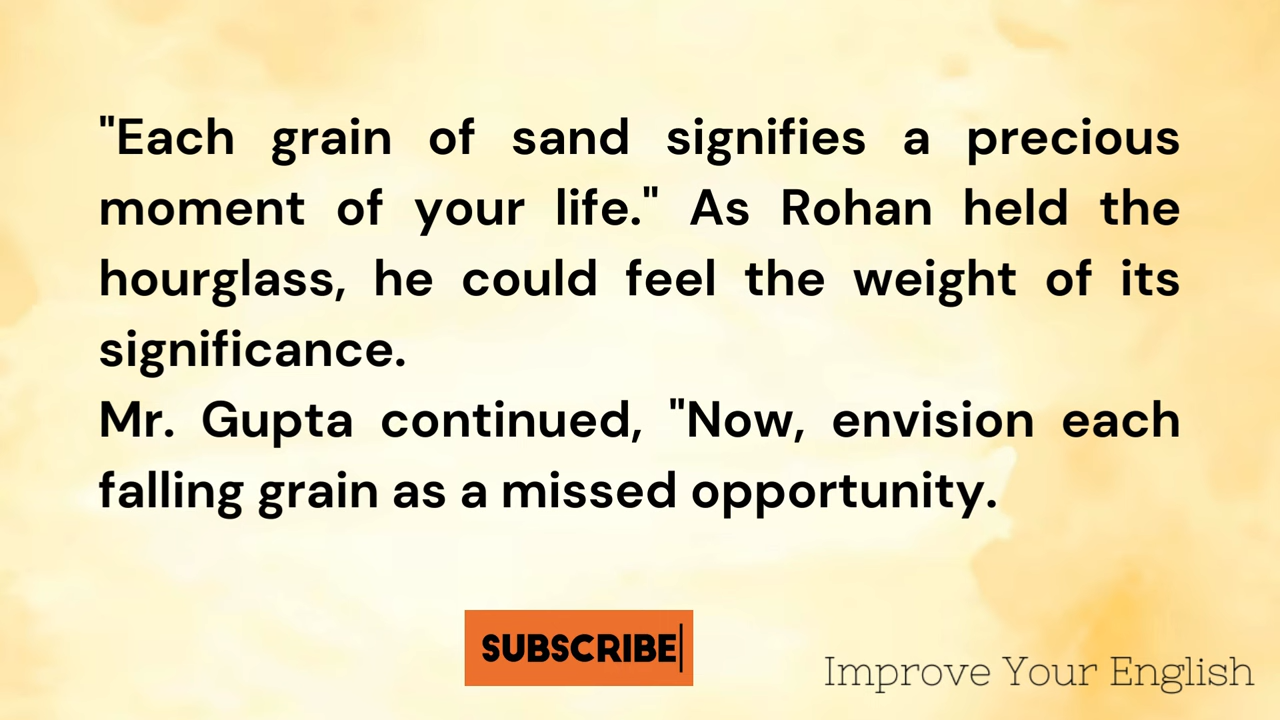 "Each grain of sand signifies a precious
moment of your life." As Rohan held the
hourglass, he could feel the weight of its
significance.
Mr. Gupta continued, "Now, envision each
falling grain as a missed opportunity.
SUBSCRIBE
Improve Your English